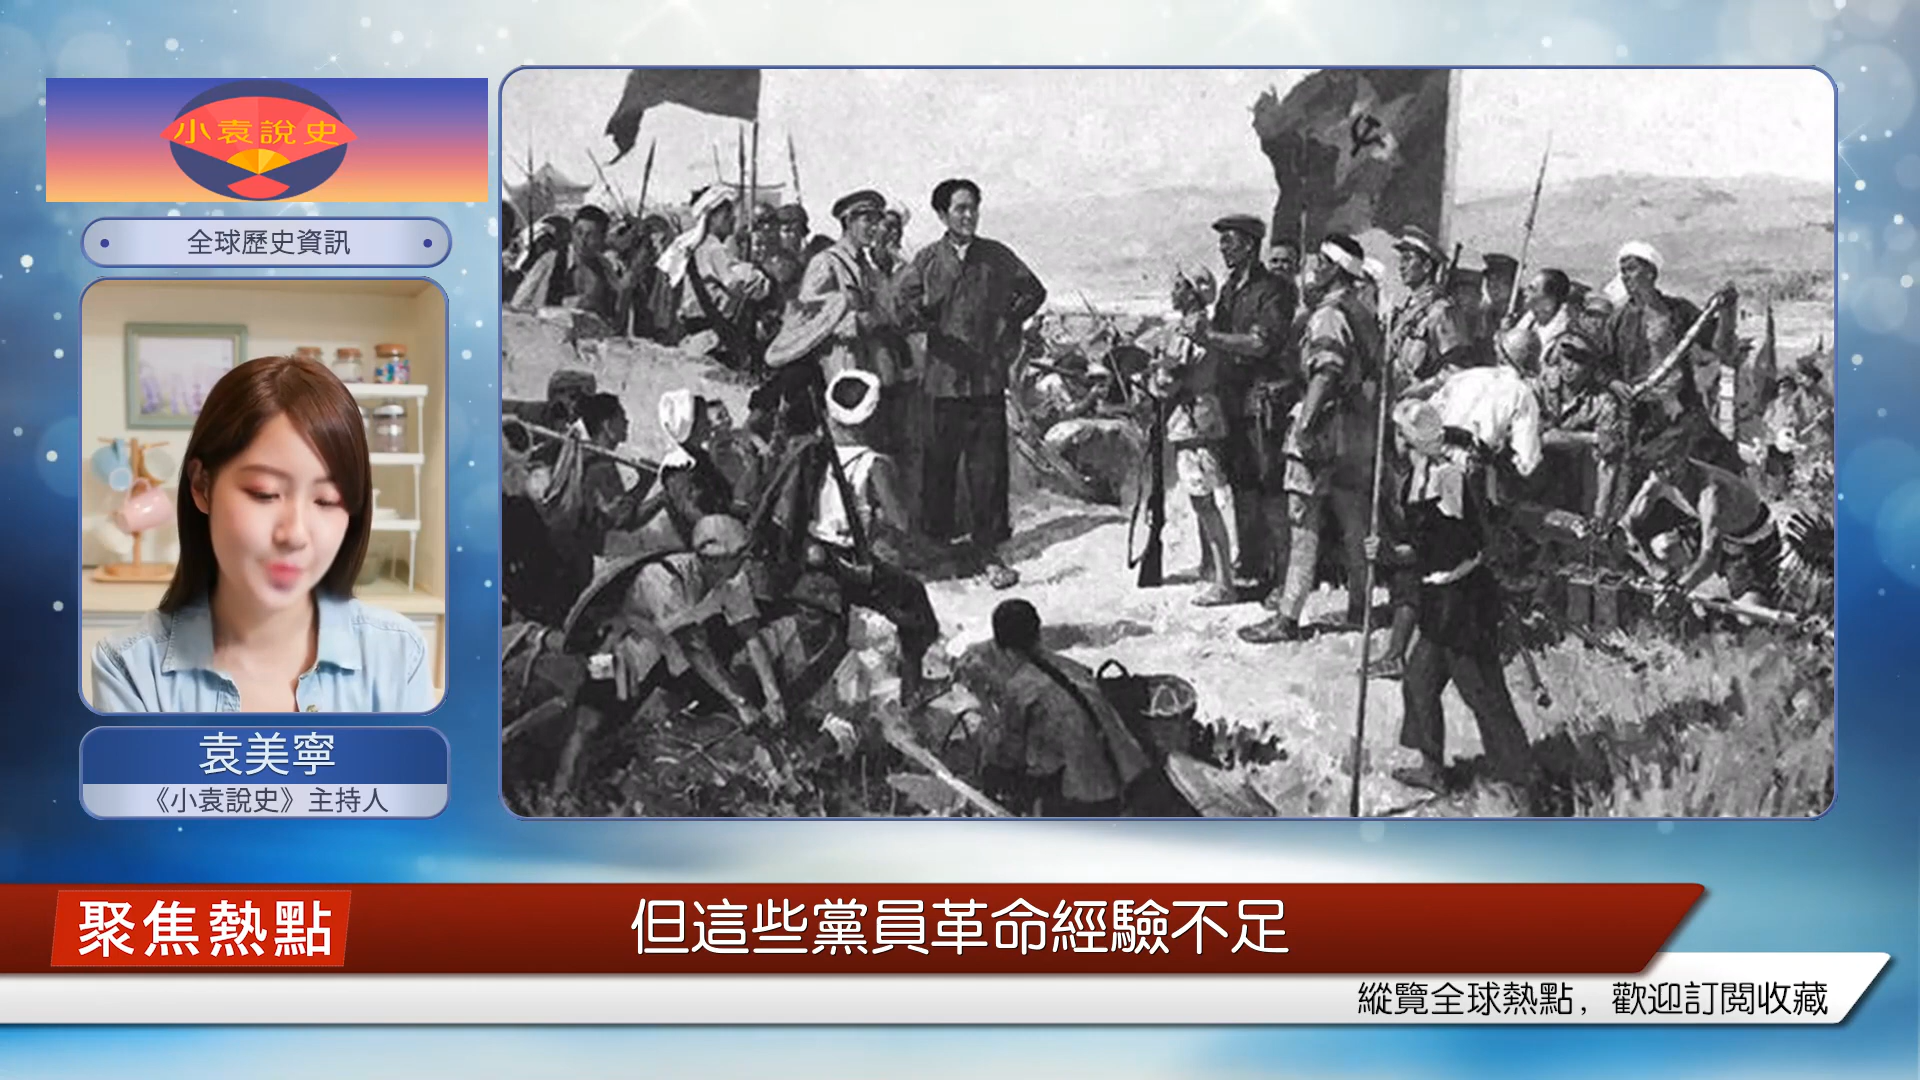 小袁說史
全球歷史資訊
袁美寧
《小袁說史》主持人
聚焦熱點
但這些黨員革命經驗不足
縱覽全球熱點，歡迎訂閱收藏